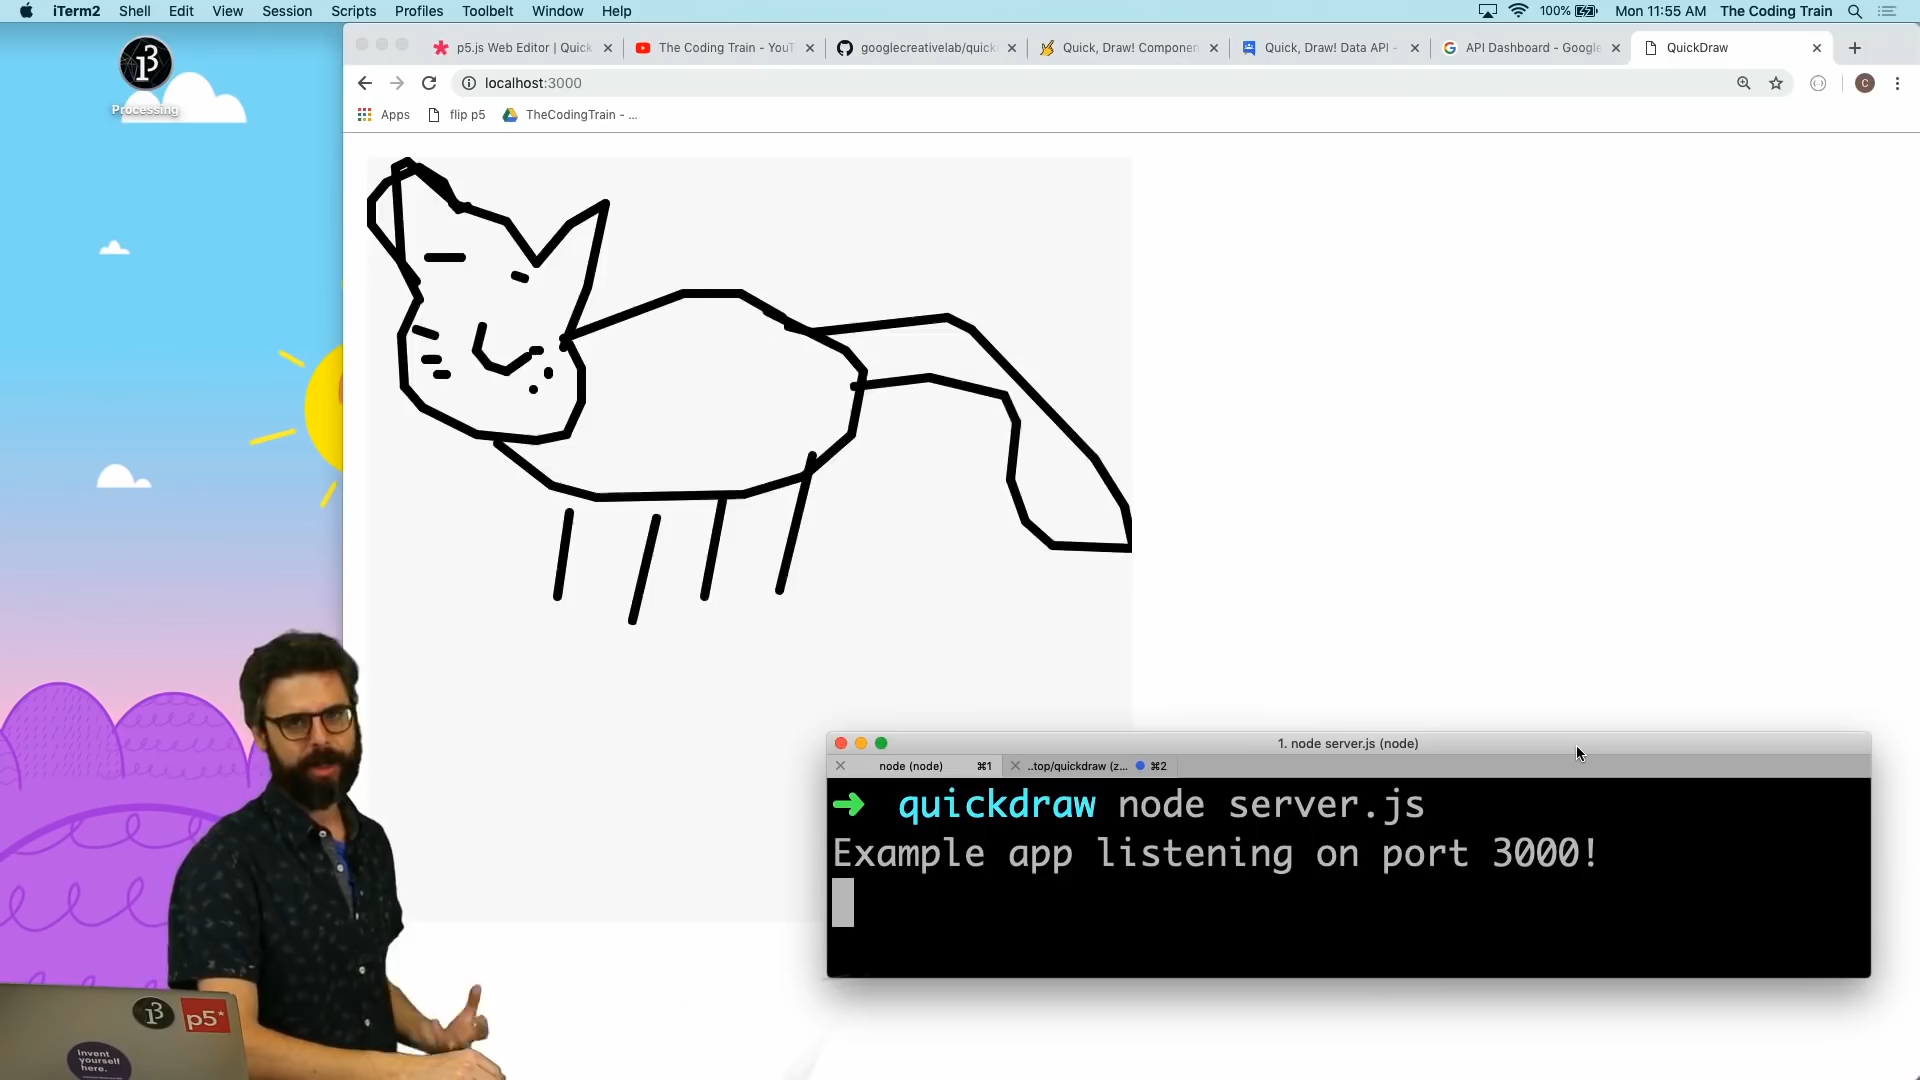 iTerm2 Shell Edit View Session Scripts Profiles Toolbelt Window Help 100% Mon 11:55 AM The Coding Train
Processing
p5.js Web Editor | Quick
The Coding Train - YouT
googlecreativelab/quick
Quick, Draw! Componen
Quick, Draw! Data API -
API Dashboard - Google
QuickDraw
localhost:3000
C
Apps flip p5 TheCodingTrain - ...
1. node server.js (node)
node (node) ⌘1 ..top/quickdraw (z... ⌘2
➜ quickdraw node server.js
Example app listening on port 3000!
p5*
Invent
yourself
here.